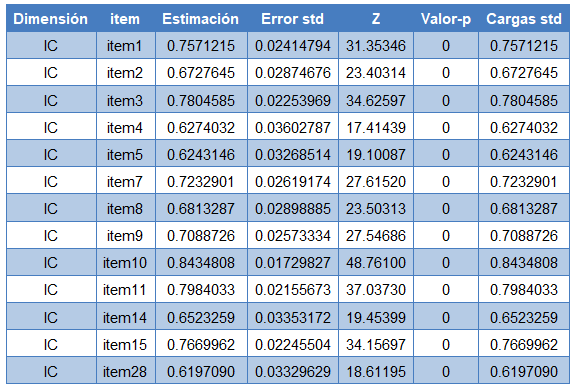 Dimensión item Estimación Error std Z Valor-p Cargas std
IC item1 0.7571215 0.02414794 31.35346 0 0.7571215
IC item2 0.6727645 0.02874676 23.40314 0 0.6727645
IC item3 0.7804585 0.02253969 34.62597 0 0.7804585
IC item4 0.6274032 0.03602787 17.41439 0 0.6274032
IC item5 0.6243146 0.03268514 19.10087 0 0.6243146
IC item7 0.7232901 0.02619174 27.61520 0 0.7232901
IC item8 0.6813287 0.02898885 23.50313 0 0.6813287
IC item9 0.7088726 0.02573334 27.54686 0 0.7088726
IC item10 0.8434808 0.01729827 48.76100 0 0.8434808
IC item11 0.7984033 0.02155673 37.03730 0 0.7984033
IC item14 0.6523259 0.03353172 19.45399 0 0.6523259
IC item15 0.7669962 0.02245504 34.15697 0 0.7669962
IC item28 0.6197090 0.03329629 18.61195 0 0.6197090